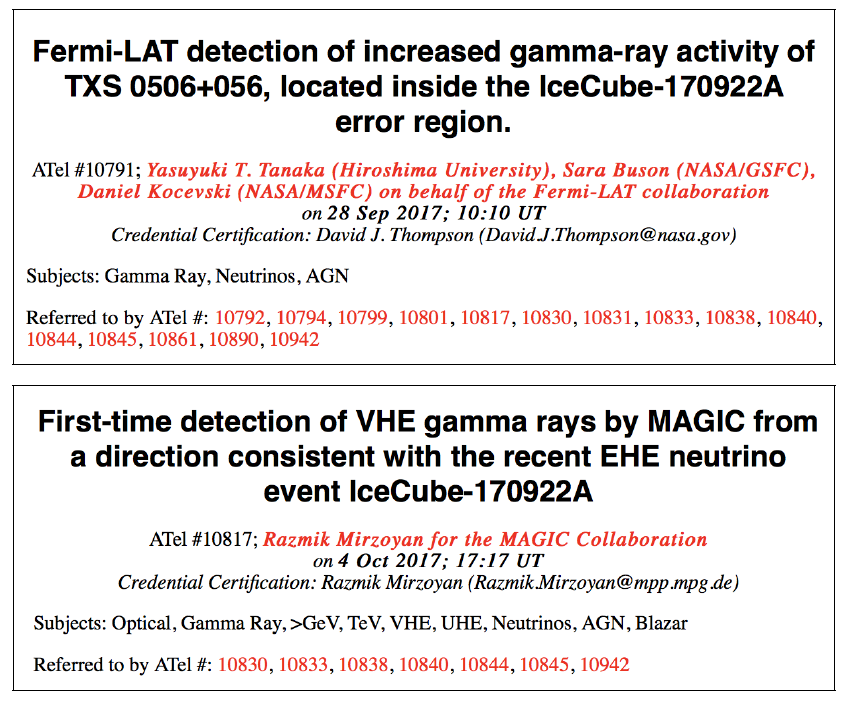 Fermi-LAT detection of increased gamma-ray activity of
TXS 0506+056, located inside the IceCube-170922A
error region.
ATel #10791; Yasuyuki T. Tanaka (Hiroshima University), Sara Buson (NASA/GSFC),
Daniel Kocevski (NASA/MSFC) on behalf of the Fermi-LAT collaboration
on 28 Sep 2017; 10:10 UT
Credential Certification: David J. Thompson (David.J.Thompson@nasa.gov)
Subjects: Gamma Ray, Neutrinos, AGN
Referred to by ATel #: 10792, 10794, 10799, 10801, 10817, 10830, 10831, 10833, 10838, 10840,
10844, 10845, 10861, 10890, 10942
First-time detection of VHE gamma rays by MAGIC from
a direction consistent with the recent EHE neutrino
event IceCube-170922A
ATel #10817; Razmik Mirzoyan for the MAGIC Collaboration
on 4 Oct 2017; 17:17 UT
Credential Certification: Razmik Mirzoyan (Razmik.Mirzoyan@mpp.mpg.de)
Subjects: Optical, Gamma Ray, >GeV, TeV, VHE, UHE, Neutrinos, AGN, Blazar
Referred to by ATel #: 10830, 10833, 10838, 10840, 10844, 10845, 10942